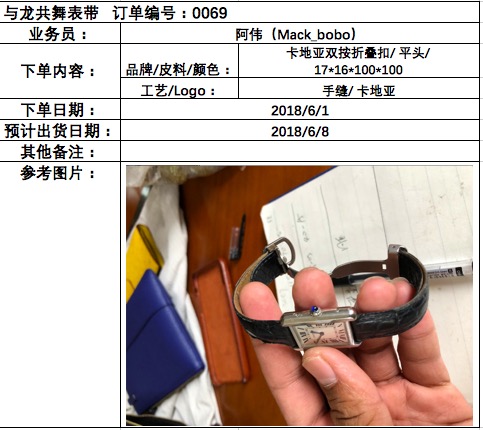 与龙共舞表带 订单编号：0069
业务员： 阿伟（Mack_bobo）
下单内容： 品牌/皮料/颜色： 卡地亚双按折叠扣/ 平头/
17*16*100*100
工艺/Logo： 手缝/ 卡地亚
下单日期： 2018/6/1
预计出货日期： 2018/6/8
其他备注：
参考图片：